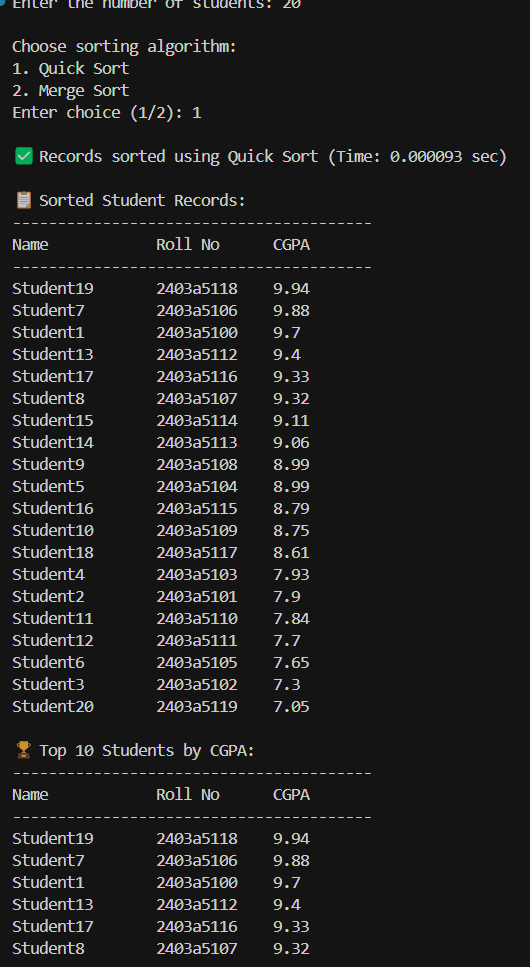 Enter the number of students: 20
Choose sorting algorithm:
1. Quick Sort
2. Merge Sort
Enter choice (1/2): 1
✅ Records sorted using Quick Sort (Time: 0.000093 sec)
📋 Sorted Student Records:
----------------------------------------
Name Roll No CGPA
----------------------------------------
Student19 2403a5118 9.94
Student7 2403a5106 9.88
Student1 2403a5100 9.7
Student13 2403a5112 9.4
Student17 2403a5116 9.33
Student8 2403a5107 9.32
Student15 2403a5114 9.11
Student14 2403a5113 9.06
Student9 2403a5108 8.99
Student5 2403a5104 8.99
Student16 2403a5115 8.79
Student10 2403a5109 8.75
Student18 2403a5117 8.61
Student4 2403a5103 7.93
Student2 2403a5101 7.9
Student11 2403a5110 7.84
Student12 2403a5111 7.7
Student6 2403a5105 7.65
Student3 2403a5102 7.3
Student20 2403a5119 7.05
🏆 Top 10 Students by CGPA:
----------------------------------------
Name Roll No CGPA
----------------------------------------
Student19 2403a5118 9.94
Student7 2403a5106 9.88
Student1 2403a5100 9.7
Student13 2403a5112 9.4
Student17 2403a5116 9.33
Student8 2403a5107 9.32